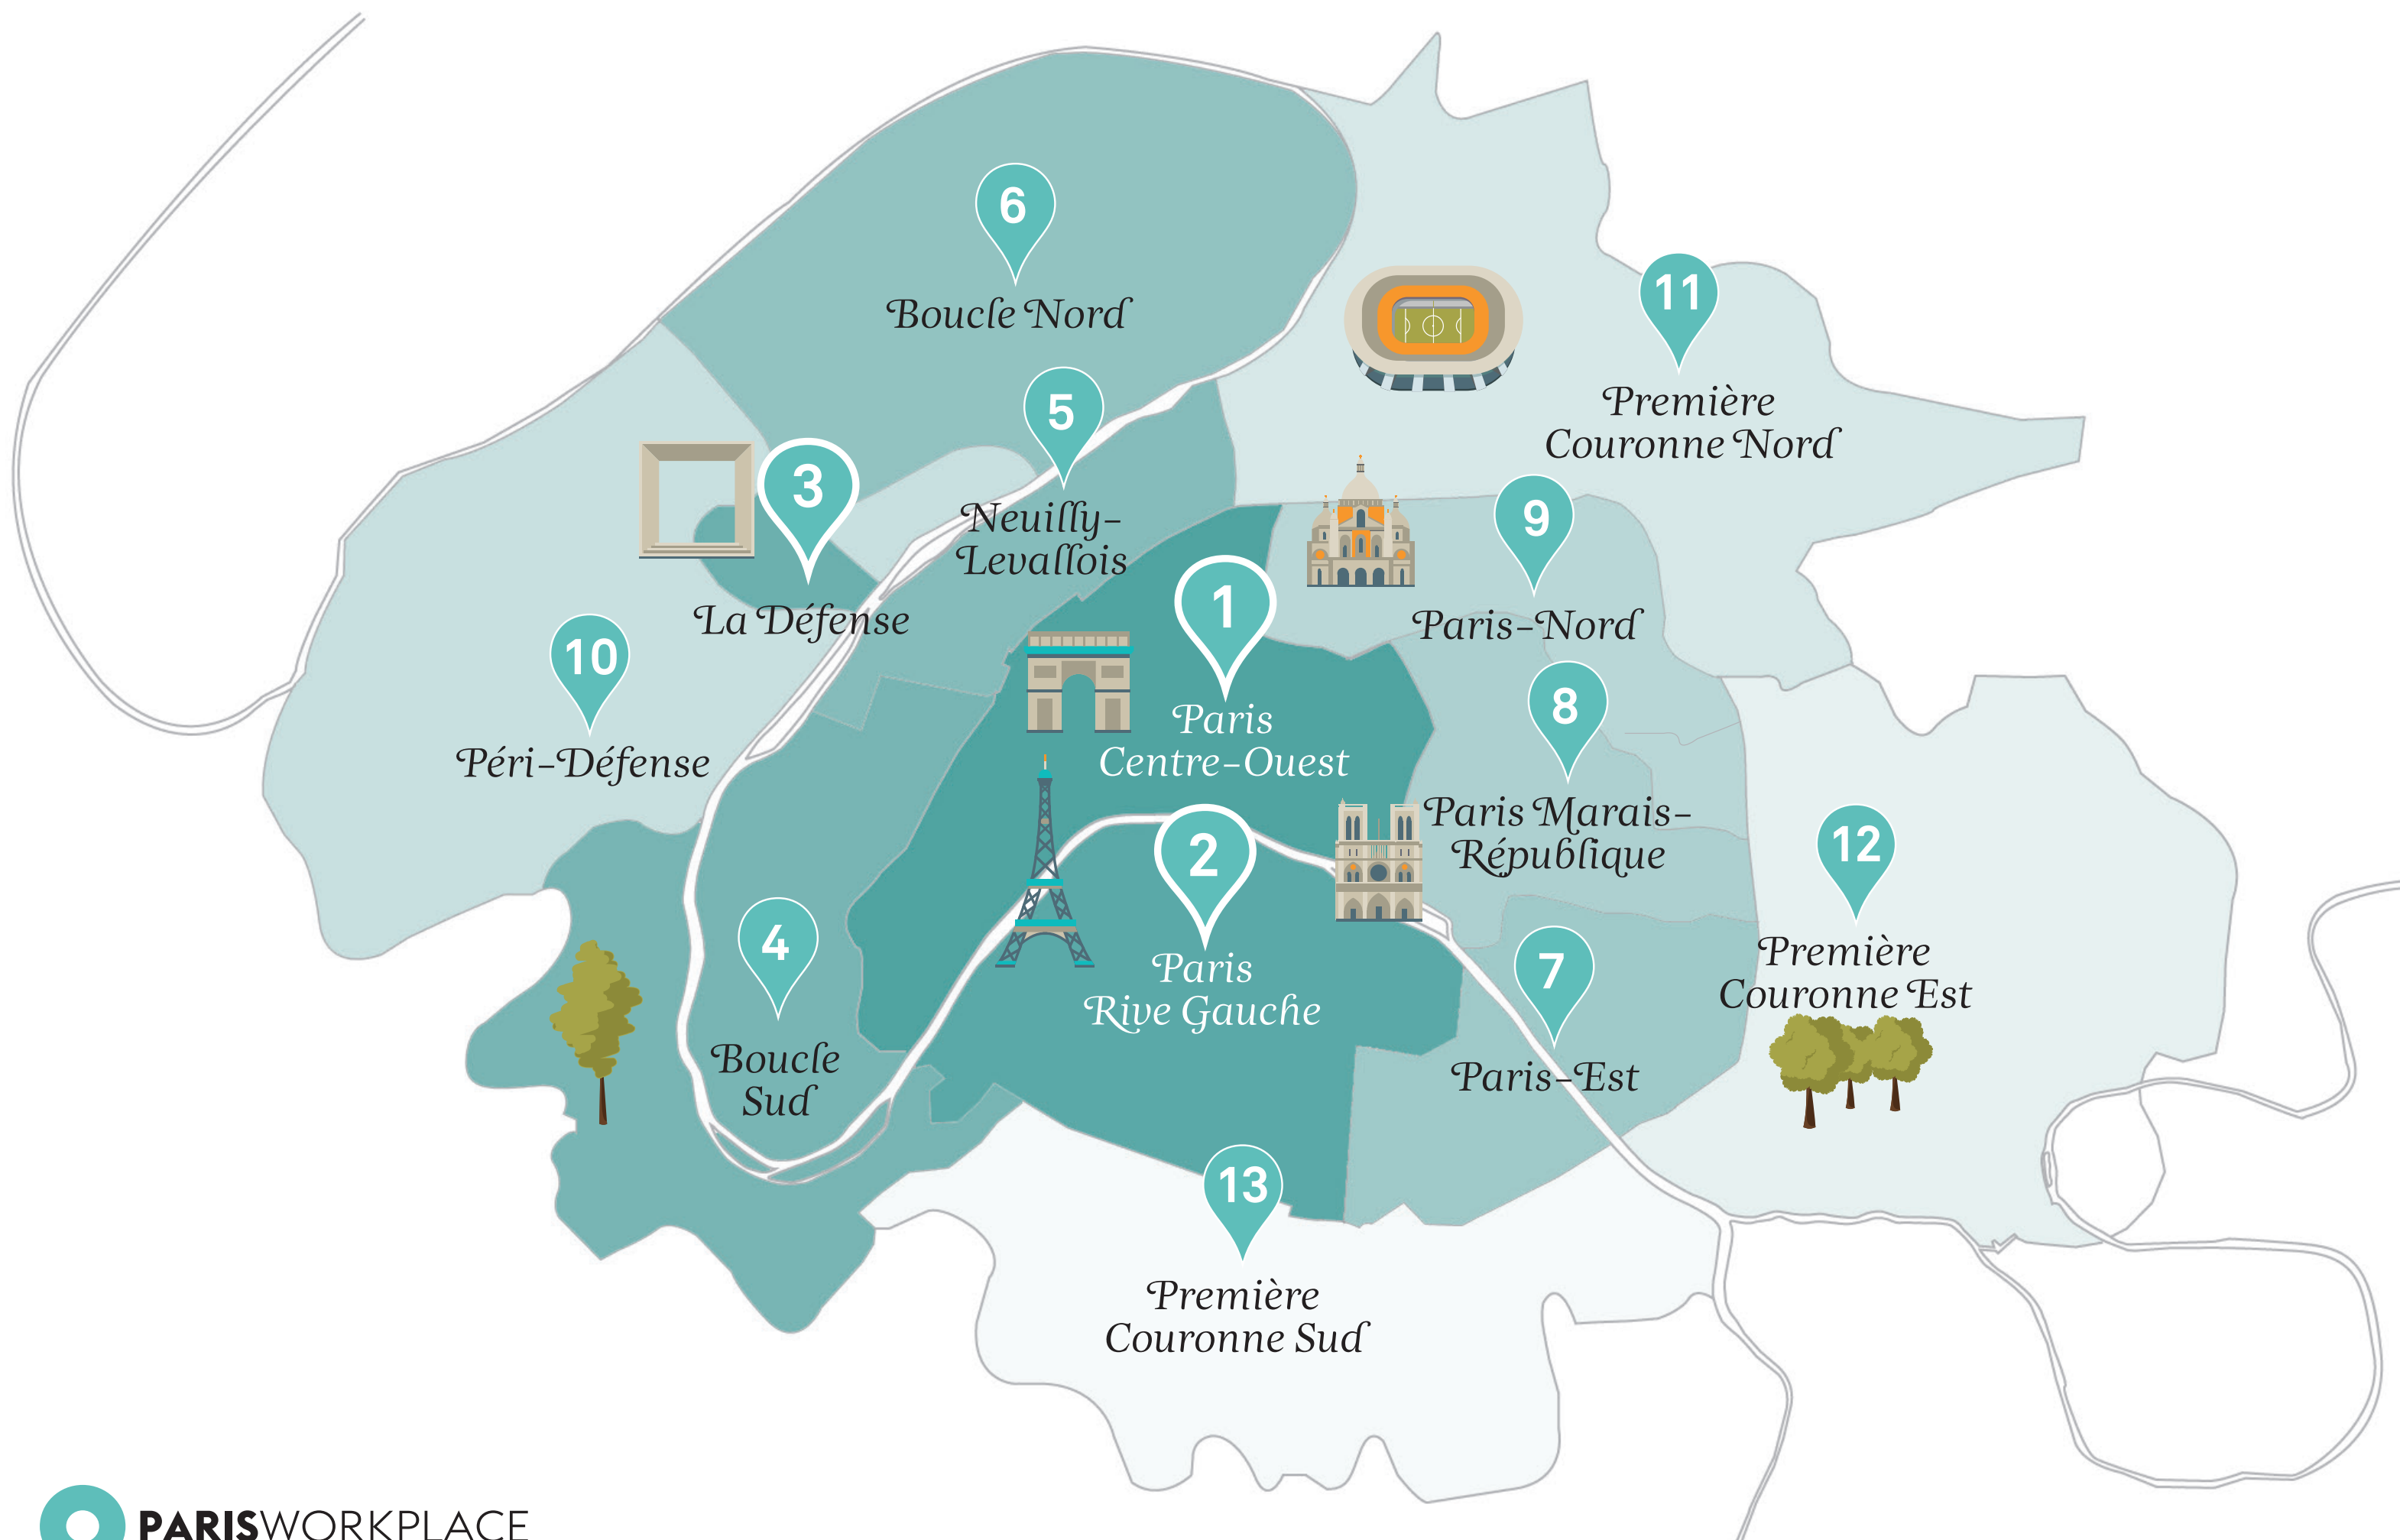 6
Boucle Nord
11
Première
Couronne Nord
5
Neuilly-
Levallois
3
La Défense
9
Paris-Nord
1
Paris
Centre-Ouest
10
Péri-Défense
8
Paris Marais-
République
2
Paris
Rive Gauche
12
Première
Couronne Est
4
Boucle
Sud
7
Paris-Est
13
Première
Couronne Sud
PARISWORKPLACE